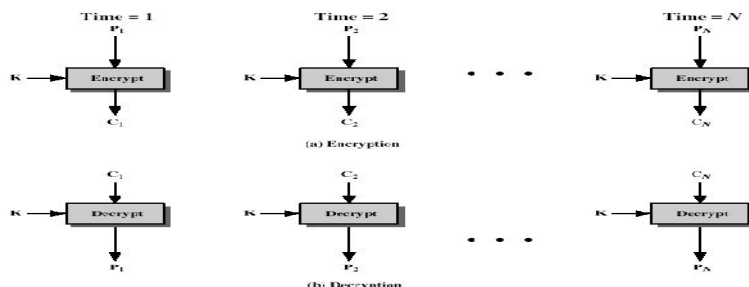 Time = 1 Time = 2 Time = N
P1 P2 PN
K Encrypt K Encrypt K Encrypt
C1 C2 CN
(a) Encryption
C1 C2 CN
K Decrypt K Decrypt K Decrypt
P1 P2 PN
(b) Decryption